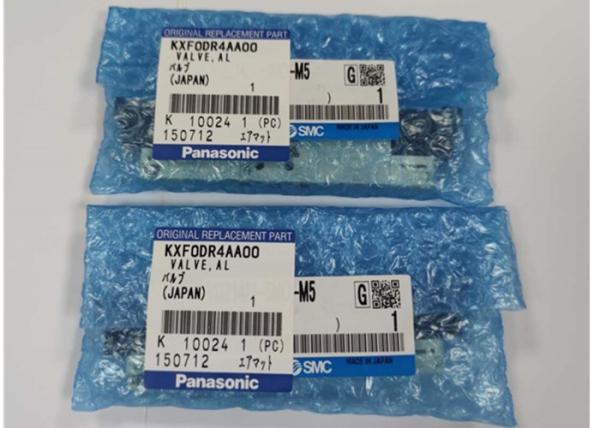 ORIGINAL REPLACEMENT PART
KXF0DR4AA00
VALVE,AL
バルブ
(JAPAN)
1
K 10024 1 (PC)
150712 エアマット
Panasonic
-M5
G
) 1
SMC MADE IN JAPAN
ORIGINAL REPLACEMENT PART
KXF0DR4AA00
VALVE,AL
バルブ
(JAPAN)
1
K 10024 1 (PC)
150712 エアマット
Panasonic
-M5
G
) 1
SMC MADE IN JAPAN